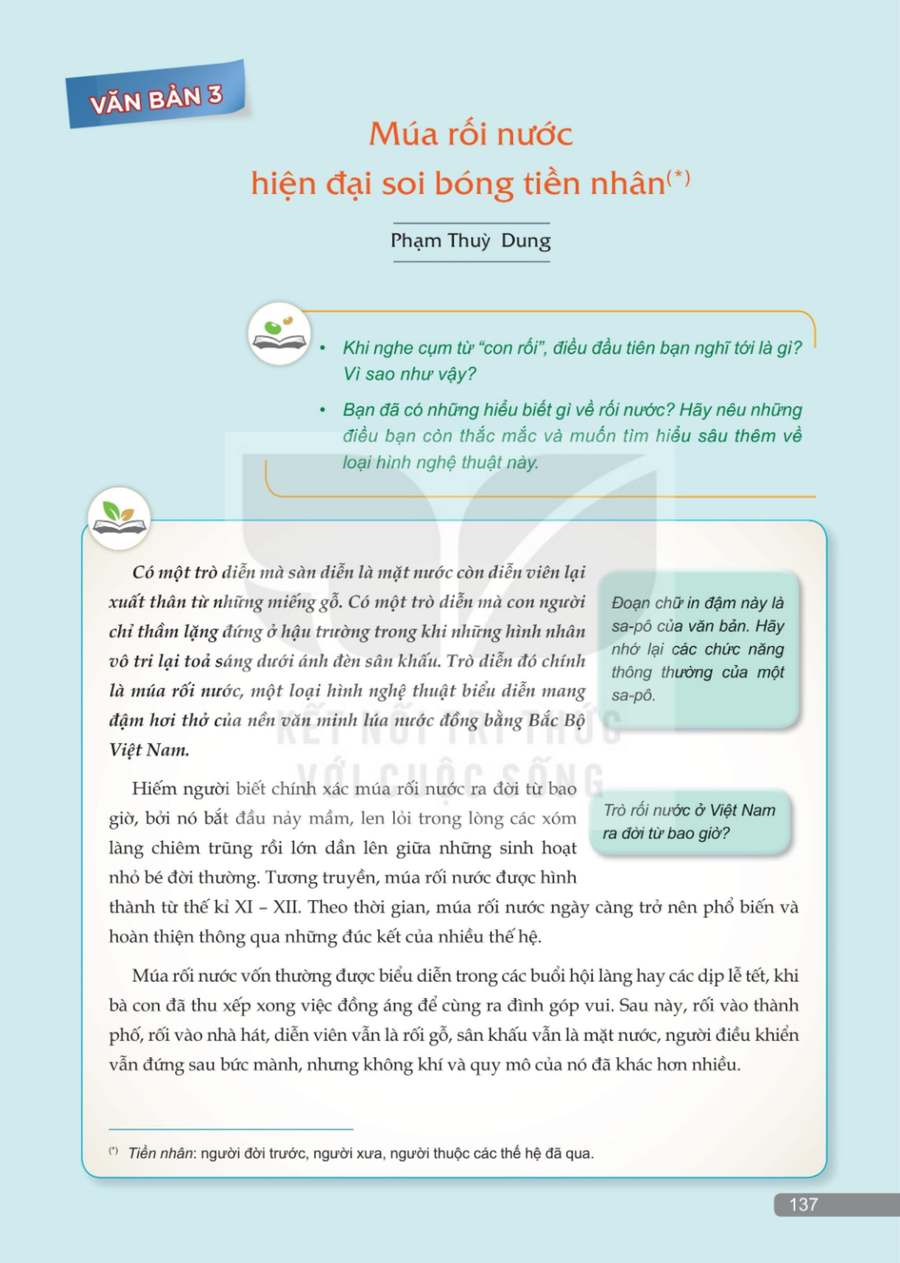 VĂN BẢN 3
Múa rối nước
hiện đại soi bóng tiền nhân(*)
Phạm Thuỳ Dung
• Khi nghe cụm từ “con rối”, điều đầu tiên bạn nghĩ tới là gì?
Vì sao như vậy?
• Bạn đã có những hiểu biết gì về rối nước? Hãy nêu những
điều bạn còn thắc mắc và muốn tìm hiểu sâu thêm về
loại hình nghệ thuật này.
Có một trò diễn mà sàn diễn là mặt nước còn diễn viên lại
xuất thân từ những miếng gỗ. Có một trò diễn mà con người
chỉ thầm lặng đứng ở hậu trường trong khi những hình nhân
vô tri lại toả sáng dưới ánh đèn sân khấu. Trò diễn đó chính
là múa rối nước, một loại hình nghệ thuật biểu diễn mang
đậm hơi thở của nền văn minh lúa nước đồng bằng Bắc Bộ
Việt Nam.
Đoạn chữ in đậm này là
sa-pô của văn bản. Hãy
nhớ lại các chức năng
thông thường của một
sa-pô.
KẾT NỐI TRI THỨC
VỚI CUỘC SỐNG
Hiếm người biết chính xác múa rối nước ra đời từ bao
giờ, bởi nó bắt đầu nảy mầm, len lỏi trong lòng các xóm
làng chiêm trũng rồi lớn dần lên giữa những sinh hoạt
nhỏ bé đời thường. Tương truyền, múa rối nước được hình
thành từ thế kỉ XI – XII. Theo thời gian, múa rối nước ngày càng trở nên phổ biến và
hoàn thiện thông qua những đúc kết của nhiều thế hệ.
Trò rối nước ở Việt Nam
ra đời từ bao giờ?
Múa rối nước vốn thường được biểu diễn trong các buổi hội làng hay các dịp lễ tết, khi
bà con đã thu xếp xong việc đồng áng để cùng ra đình góp vui. Sau này, rối vào thành
phố, rối vào nhà hát, diễn viên vẫn là rối gỗ, sân khấu vẫn là mặt nước, người điều khiển
vẫn đứng sau bức mành, nhưng không khí và quy mô của nó đã khác hơn nhiều.
(*) Tiền nhân: người đời trước, người xưa, người thuộc các thế hệ đã qua.
137